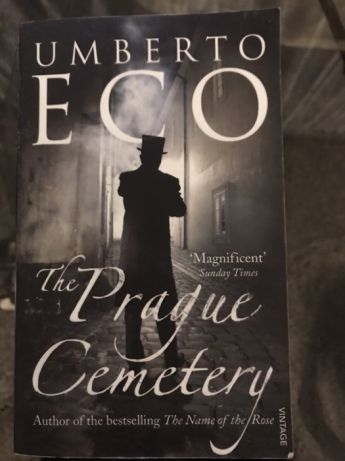 UMBERTO
ECO
'Magnificent'
Sunday Times
The
Prague
Cemetery
Author of the bestselling The Name of the Rose
VINTAGE